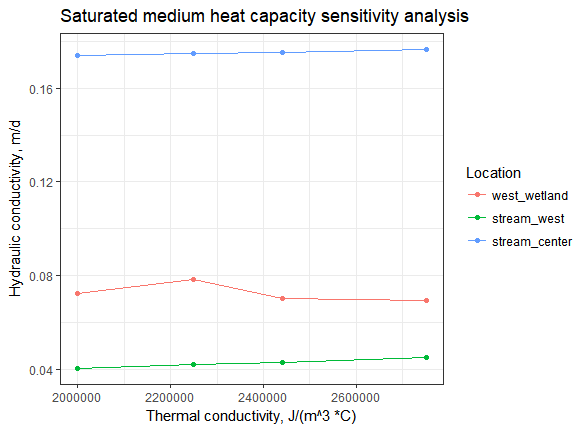 Saturated medium heat capacity sensitivity analysis
Hydraulic conductivity, m/d
0.16
0.12
0.08
0.04
2000000 2200000 2400000 2600000
Thermal conductivity, J/(m^3 *C)
Location
west_wetland
stream_west
stream_center